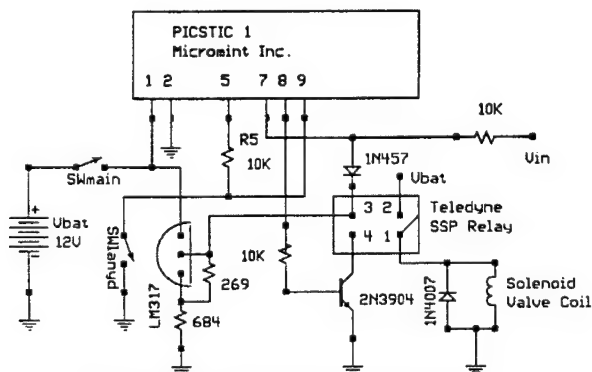 PICSTIC 1
Micromint Inc.
1 2 5 7 8 9
10K
R5
10K
1N457
Vin
SWmain
Vbat
3 2
Teledyne
SSP Relay
+
Vbat
12V
4 1
10K
SW1anyd
LM317
269
2N3904
1N4007
Solenoid
Valve Coil
684